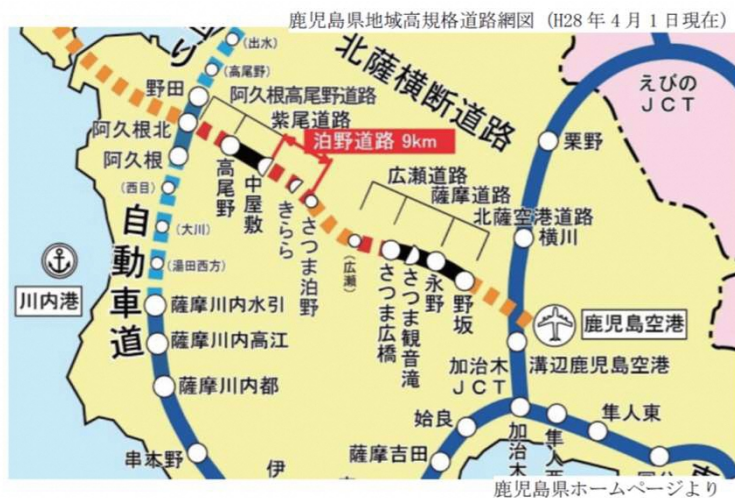 鹿児島県地域高規格道路網図（H28年4月1日現在）
(出水)
(高尾野)
野田
阿久根高尾野道路
北薩横断道路
阿久根北
紫尾道路
泊野道路 9km
阿久根
(西目)
高尾野
中屋敷
きらら
さつま泊野
(大川)
(湯田西方)
自動車道
川内港
薩摩川内水引
薩摩川内高江
薩摩川内都
串木野
広瀬道路
薩摩道路
北薩空港道路
(広瀬)
さつま広橋
さつま観音滝
永野
野坂
えびの
JCT
栗野
横川
鹿児島空港
溝辺鹿児島空港
加治木
JCT
姶良
薩摩吉田
加治木
隼人西
隼人東
伊
鹿児島県ホームページより